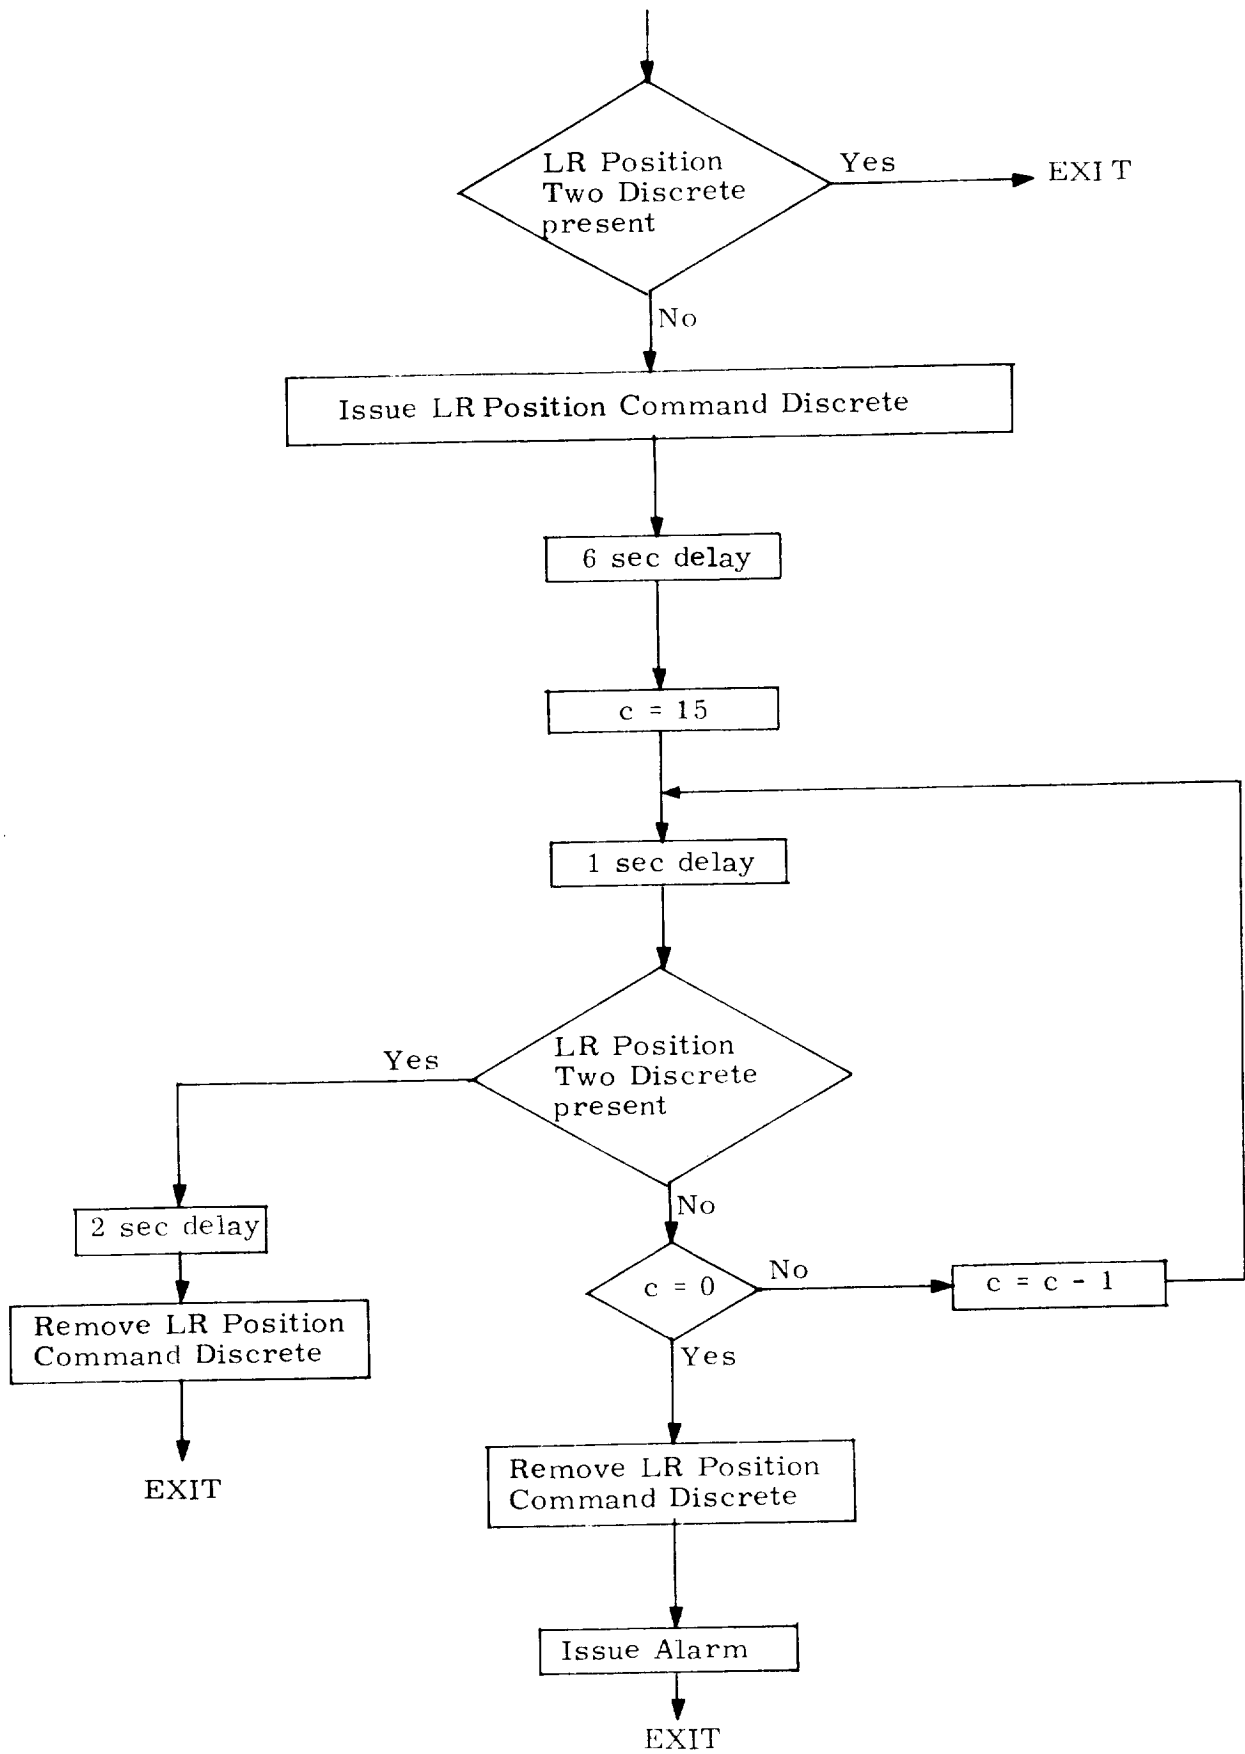 LR Position
Two Discrete
present
Yes
EXIT
No
Issue LR Position Command Discrete
6 sec delay
c = 15
1 sec delay
LR Position
Two Discrete
present
Yes
No
2 sec delay
Remove LR Position
Command Discrete
EXIT
c = 0
No
c = c - 1
Yes
Remove LR Position
Command Discrete
Issue Alarm
EXIT